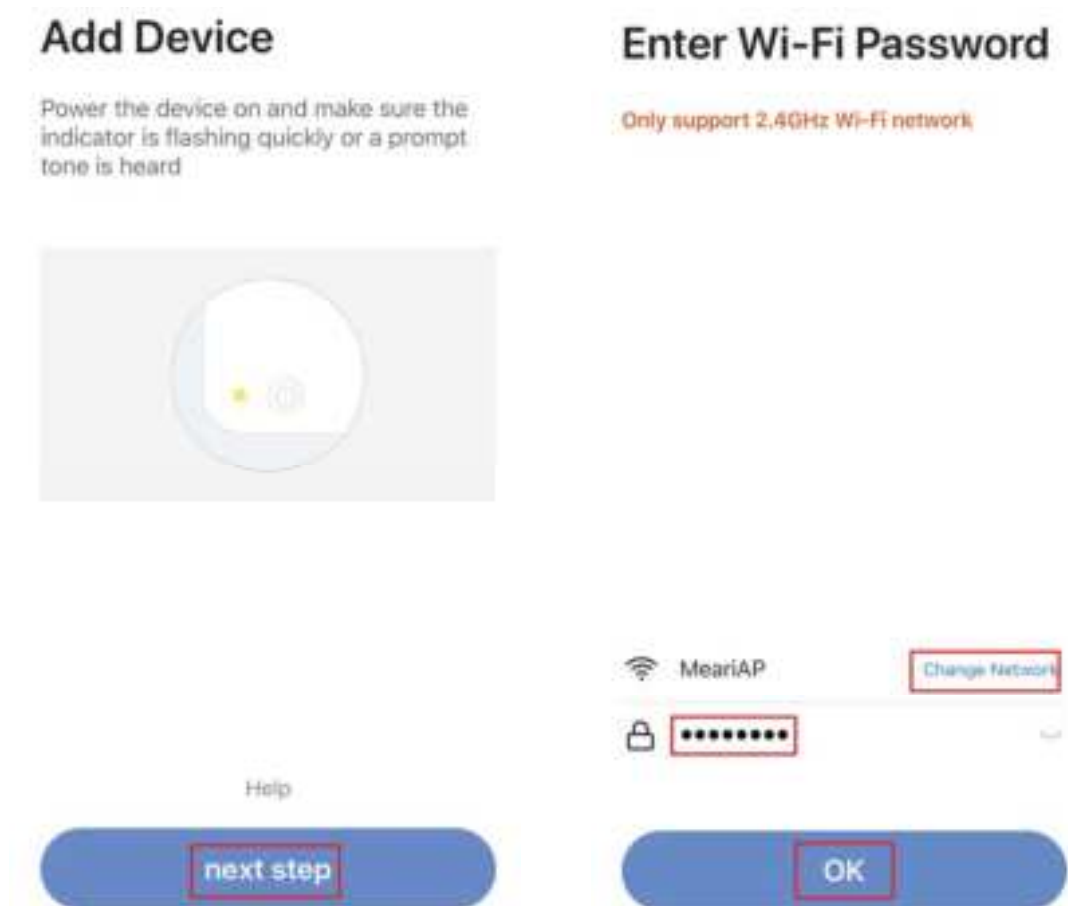 Add Device
Power the device on and make sure the
indicator is flashing quickly or a prompt
tone is heard
Help
next step
Enter Wi-Fi Password
Only support 2.4GHz Wi-Fi network
MeariAP
Change Network
••••••••
OK